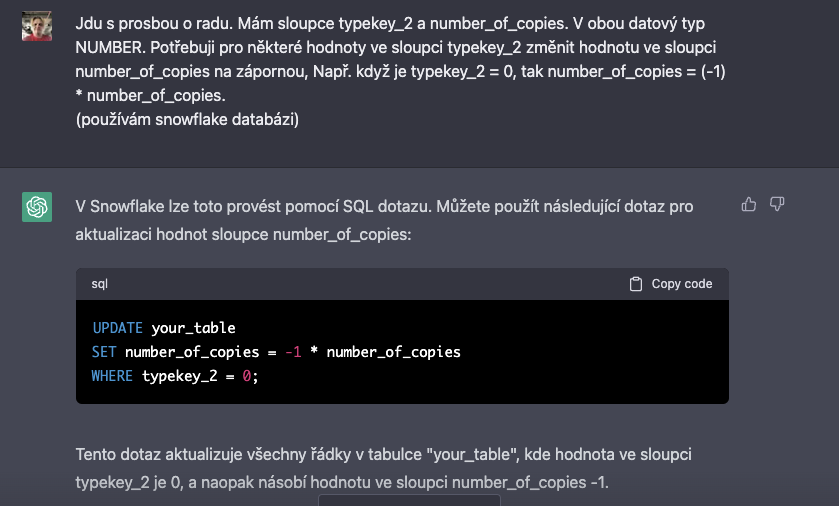 Jdu s prosbou o radu. Mám sloupce typekey_2 a number_of_copies. V obou datový typ
NUMBER. Potřebuji pro některé hodnoty ve sloupci typekey_2 změnit hodnotu ve sloupci
number_of_copies na zápornou, Např. když je typekey_2 = 0, tak number_of_copies = (-1)
* number_of_copies.
(používám snowflake databázi)
V Snowflake lze toto provést pomocí SQL dotazu. Můžete použít následující dotaz pro
aktualizaci hodnot sloupce number_of_copies:
sql
Copy code
UPDATE your_table
SET number_of_copies = -1 * number_of_copies
WHERE typekey_2 = 0;
Tento dotaz aktualizuje všechny řádky v tabulce "your_table", kde hodnota ve sloupci
typekey_2 je 0, a naopak násobí hodnotu ve sloupci number_of_copies -1.